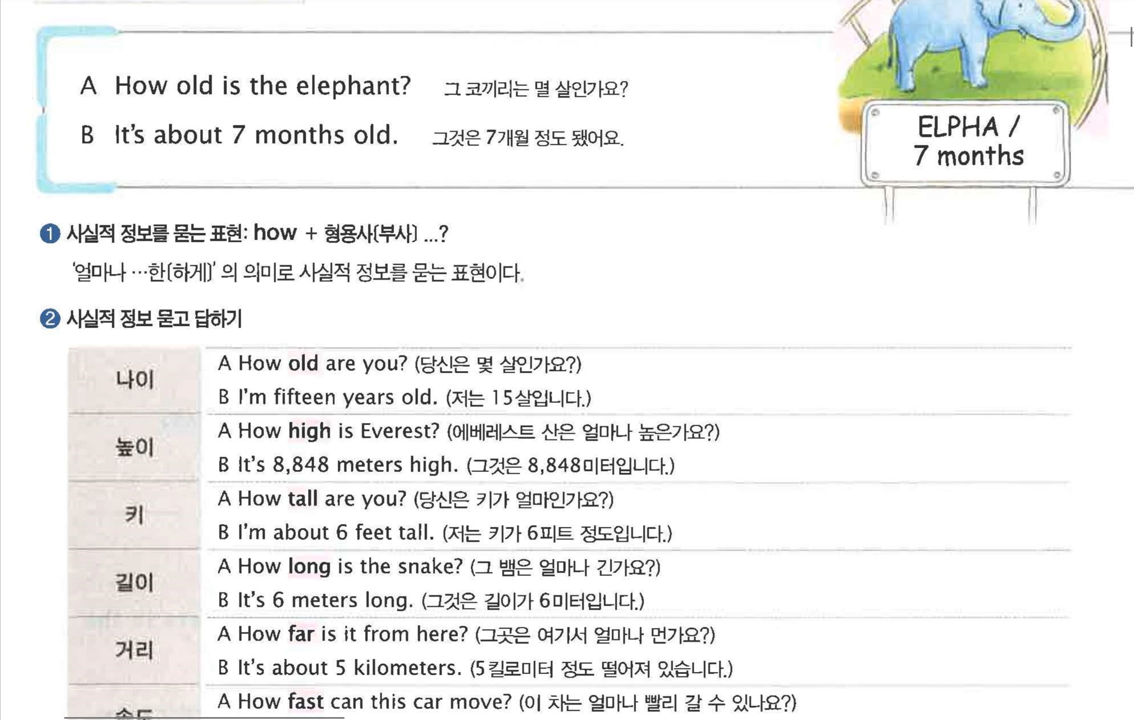 A How old is the elephant? 그 코끼리는 몇 살인가요?
B It's about 7 months old. 그것은 7개월 정도 됐어요.
ELPHA /
7 months
1 사실적 정보를 묻는 표현: how + 형용사(부사) ...?
'얼마나 …한(하게)' 의 의미로 사실적 정보를 묻는 표현이다.
2 사실적 정보 묻고 답하기
나이
A How old are you? (당신은 몇 살인가요?)
B I'm fifteen years old. (저는 15살입니다.)
높이
A How high is Everest? (에베레스트 산은 얼마나 높은가요?)
B It's 8,848 meters high. (그것은 8,848미터입니다.)
키
A How tall are you? (당신은 키가 얼마인가요?)
B I'm about 6 feet tall. (저는 키가 6피트 정도입니다.)
길이
A How long is the snake? (그 뱀은 얼마나 긴가요?)
B It's 6 meters long. (그것은 길이가 6미터입니다.)
거리
A How far is it from here? (그곳은 여기서 얼마나 먼가요?)
B It's about 5 kilometers. (5킬로미터 정도 떨어져 있습니다.)
속도
A How fast can this car move? (이 차는 얼마나 빨리 갈 수 있나요?)